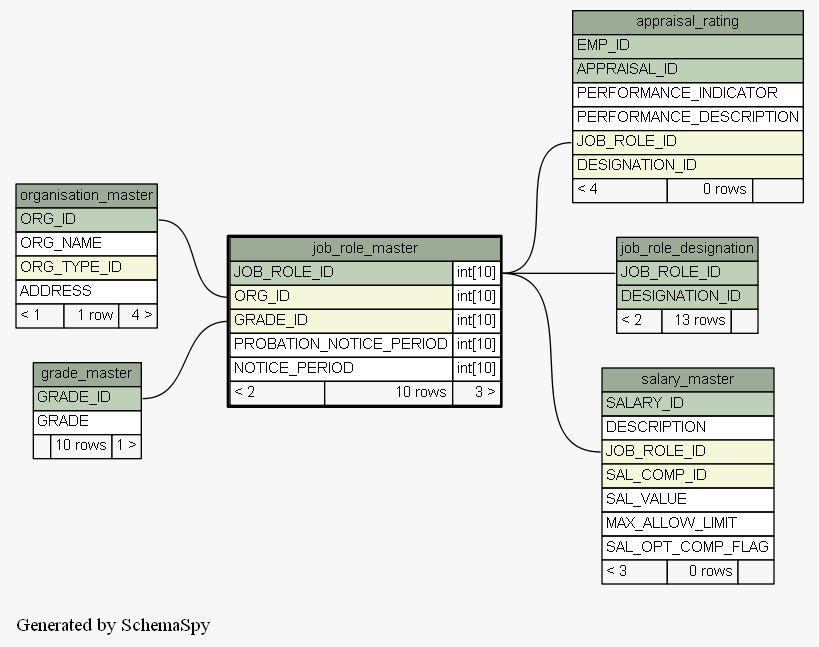 appraisal_rating
EMP_ID
APPRAISAL_ID
PERFORMANCE_INDICATOR
PERFORMANCE_DESCRIPTION
JOB_ROLE_ID
DESIGNATION_ID
< 4 0 rows
organisation_master
ORG_ID
ORG_NAME
ORG_TYPE_ID
ADDRESS
< 1 1 row 4 >
job_role_master
JOB_ROLE_ID int[10]
ORG_ID int[10]
GRADE_ID int[10]
PROBATION_NOTICE_PERIOD int[10]
NOTICE_PERIOD int[10]
< 2 10 rows 3 >
job_role_designation
JOB_ROLE_ID
DESIGNATION_ID
< 2 13 rows
grade_master
GRADE_ID
GRADE
10 rows 1 >
salary_master
SALARY_ID
DESCRIPTION
JOB_ROLE_ID
SAL_COMP_ID
SAL_VALUE
MAX_ALLOW_LIMIT
SAL_OPT_COMP_FLAG
< 3 0 rows
Generated by SchemaSpy